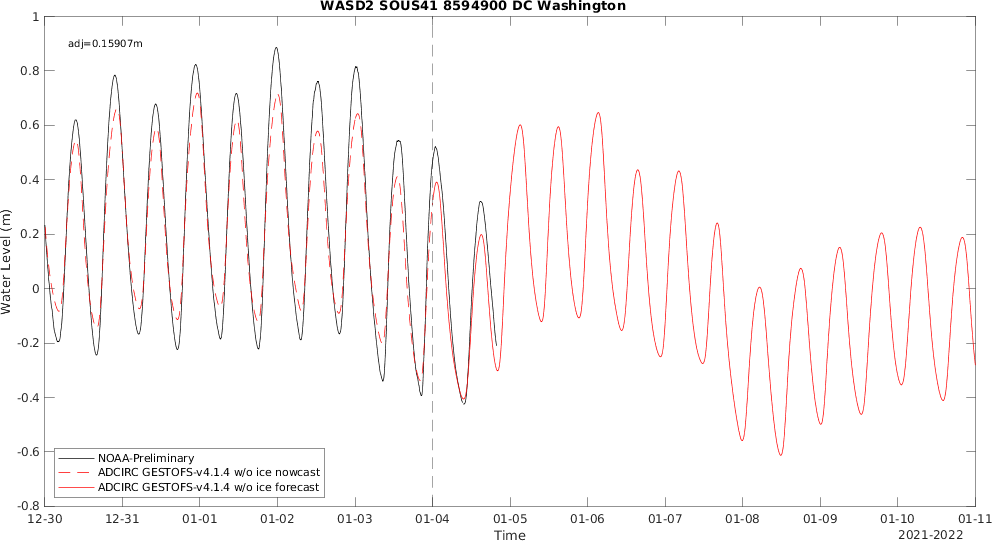 WASD2 SOUS41 8594900 DC Washington
adj=0.15907m
1
0.8
0.6
0.4
0.2
0
-0.2
-0.4
-0.6
-0.8
Water Level (m)
NOAA-Preliminary
ADCIRC GESTOFS-v4.1.4 w/o ice nowcast
ADCIRC GESTOFS-v4.1.4 w/o ice forecast
12-30 12-31 01-01 01-02 01-03 01-04 01-05 01-06 01-07 01-08 01-09 01-10 01-11
Time
2021-2022